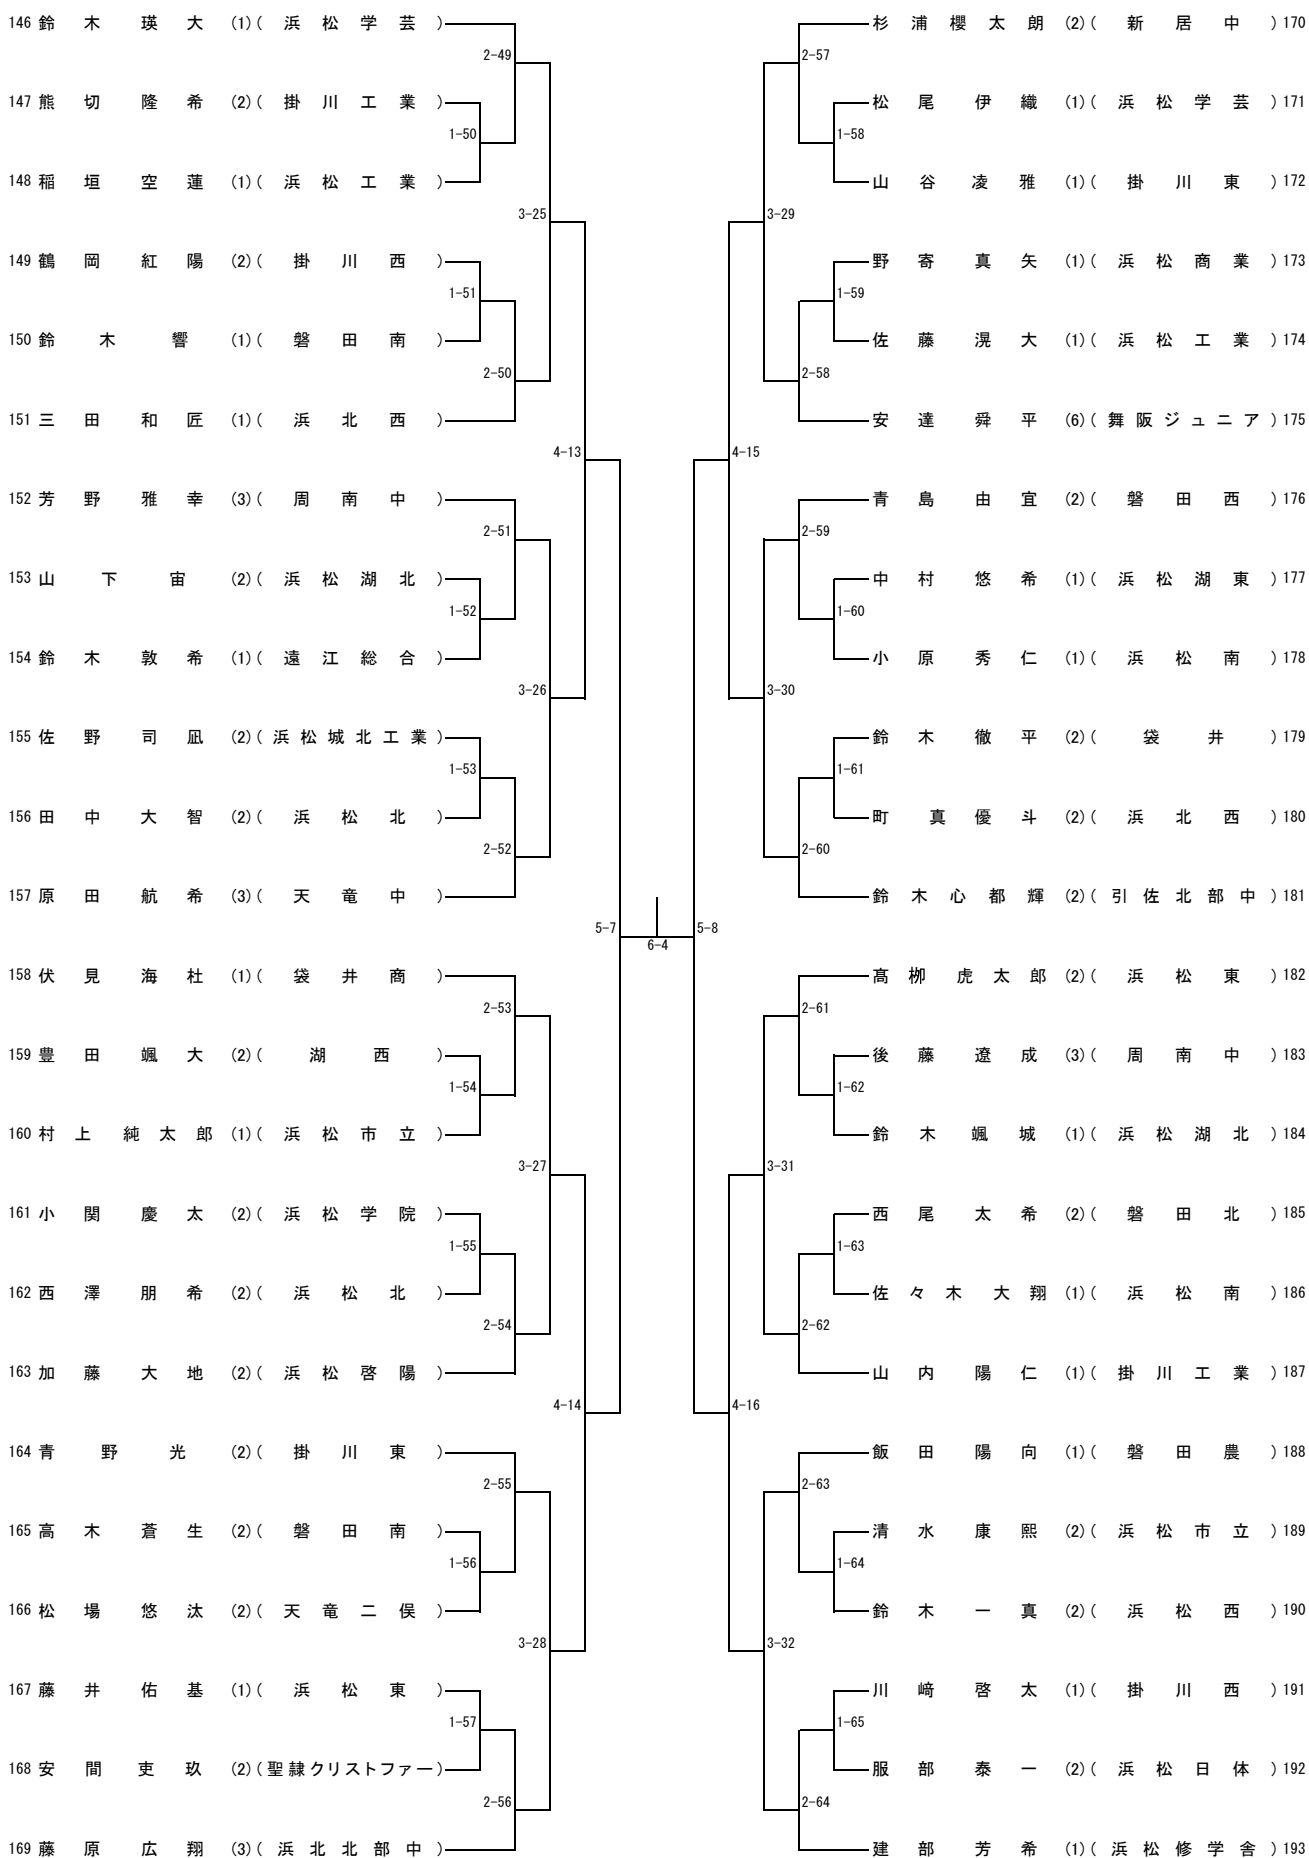 146 鈴木瑛大 (1)(浜松学芸)
2-49
147 熊切隆希 (2)(掛川工業)
1-50
148 稲垣空蓮 (1)(浜松工業)
3-25
149 鶴岡紅陽 (2)(掛川西)
1-51
150 鈴木響 (1)(磐田南)
2-50
151 三田和匠 (1)(浜北西)
4-13
152 芳野雅幸 (3)(周南中)
2-51
153 山下宙 (2)(浜松湖北)
1-52
154 鈴木敦希 (1)(遠江総合)
3-26
155 佐野司凪 (2)(浜松城北工業)
1-53
156 田中大智 (2)(浜松北)
2-52
157 原田航希 (3)(天竜中)
5-7
158 伏見海杜 (1)(袋井商)
2-53
159 豊田颯大 (2)(湖西)
1-54
160 村上純太郎 (1)(浜松市立)
3-27
161 小関慶太 (2)(浜松学院)
1-55
162 西澤朋希 (2)(浜松北)
2-54
163 加藤大地 (2)(浜松啓陽)
4-14
164 青野光 (2)(掛川東)
2-55
165 高木蒼生 (2)(磐田南)
1-56
166 松場悠汰 (2)(天竜二俣)
3-28
167 藤井佑基 (1)(浜松東)
1-57
168 安間吏玖 (2)(聖隷クリストファー)
2-56
169 藤原広翔 (3)(浜北北部中)
6-4
杉浦櫻太朗 (2)(新居中) 170
2-57
松尾伊織 (1)(浜松学芸) 171
1-58
山谷凌雅 (1)(掛川東) 172
3-29
野寄真矢 (1)(浜松商業) 173
1-59
佐藤滉大 (1)(浜松工業) 174
2-58
安達舜平 (6)(舞阪ジュニア) 175
4-15
青島由宜 (2)(磐田西) 176
2-59
中村悠希 (1)(浜松湖東) 177
1-60
小原秀仁 (1)(浜松南) 178
3-30
鈴木徹平 (2)(袋井) 179
1-61
町真優斗 (2)(浜北西) 180
2-60
鈴木心都輝 (2)(引佐北部中) 181
5-8
髙栁虎太郎 (2)(浜松東) 182
2-61
後藤遼成 (3)(周南中) 183
1-62
鈴木颯城 (1)(浜松湖北) 184
3-31
西尾太希 (2)(磐田北) 185
1-63
佐々木大翔 (1)(浜松南) 186
2-62
山内陽仁 (1)(掛川工業) 187
4-16
飯田陽向 (1)(磐田農) 188
2-63
清水康熙 (2)(浜松市立) 189
1-64
鈴木一真 (2)(浜松西) 190
3-32
川﨑啓太 (1)(掛川西) 191
1-65
服部泰一 (2)(浜松日体) 192
2-64
建部芳希 (1)(浜松修学舎) 193